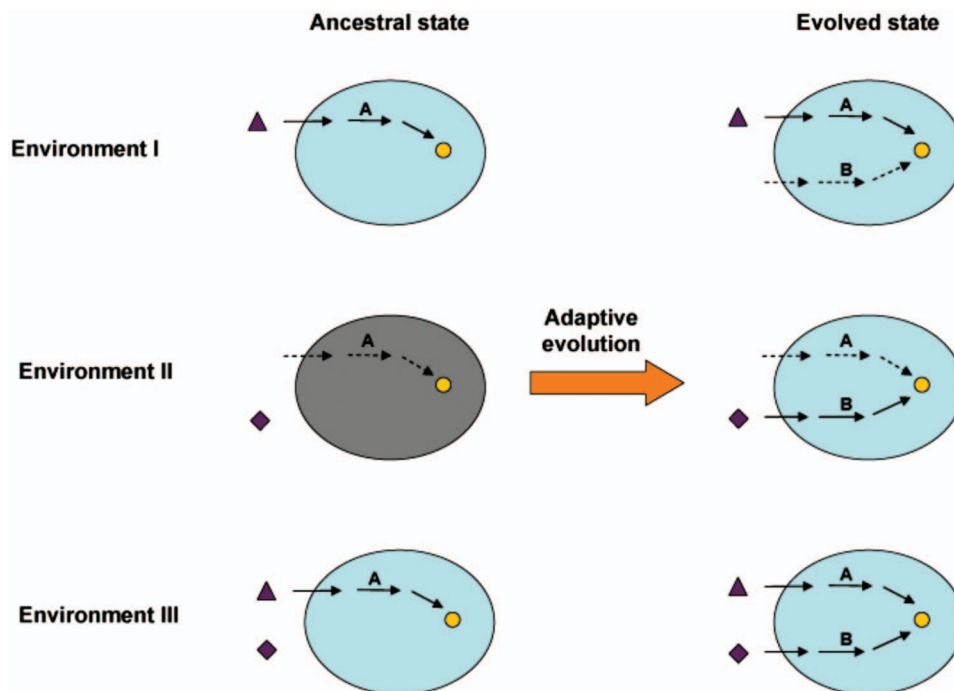 Ancestral state
Evolved state
A
A
Environment I
B
Adaptive
evolution
A
A
Environment II
B
A
A
Environment III
B